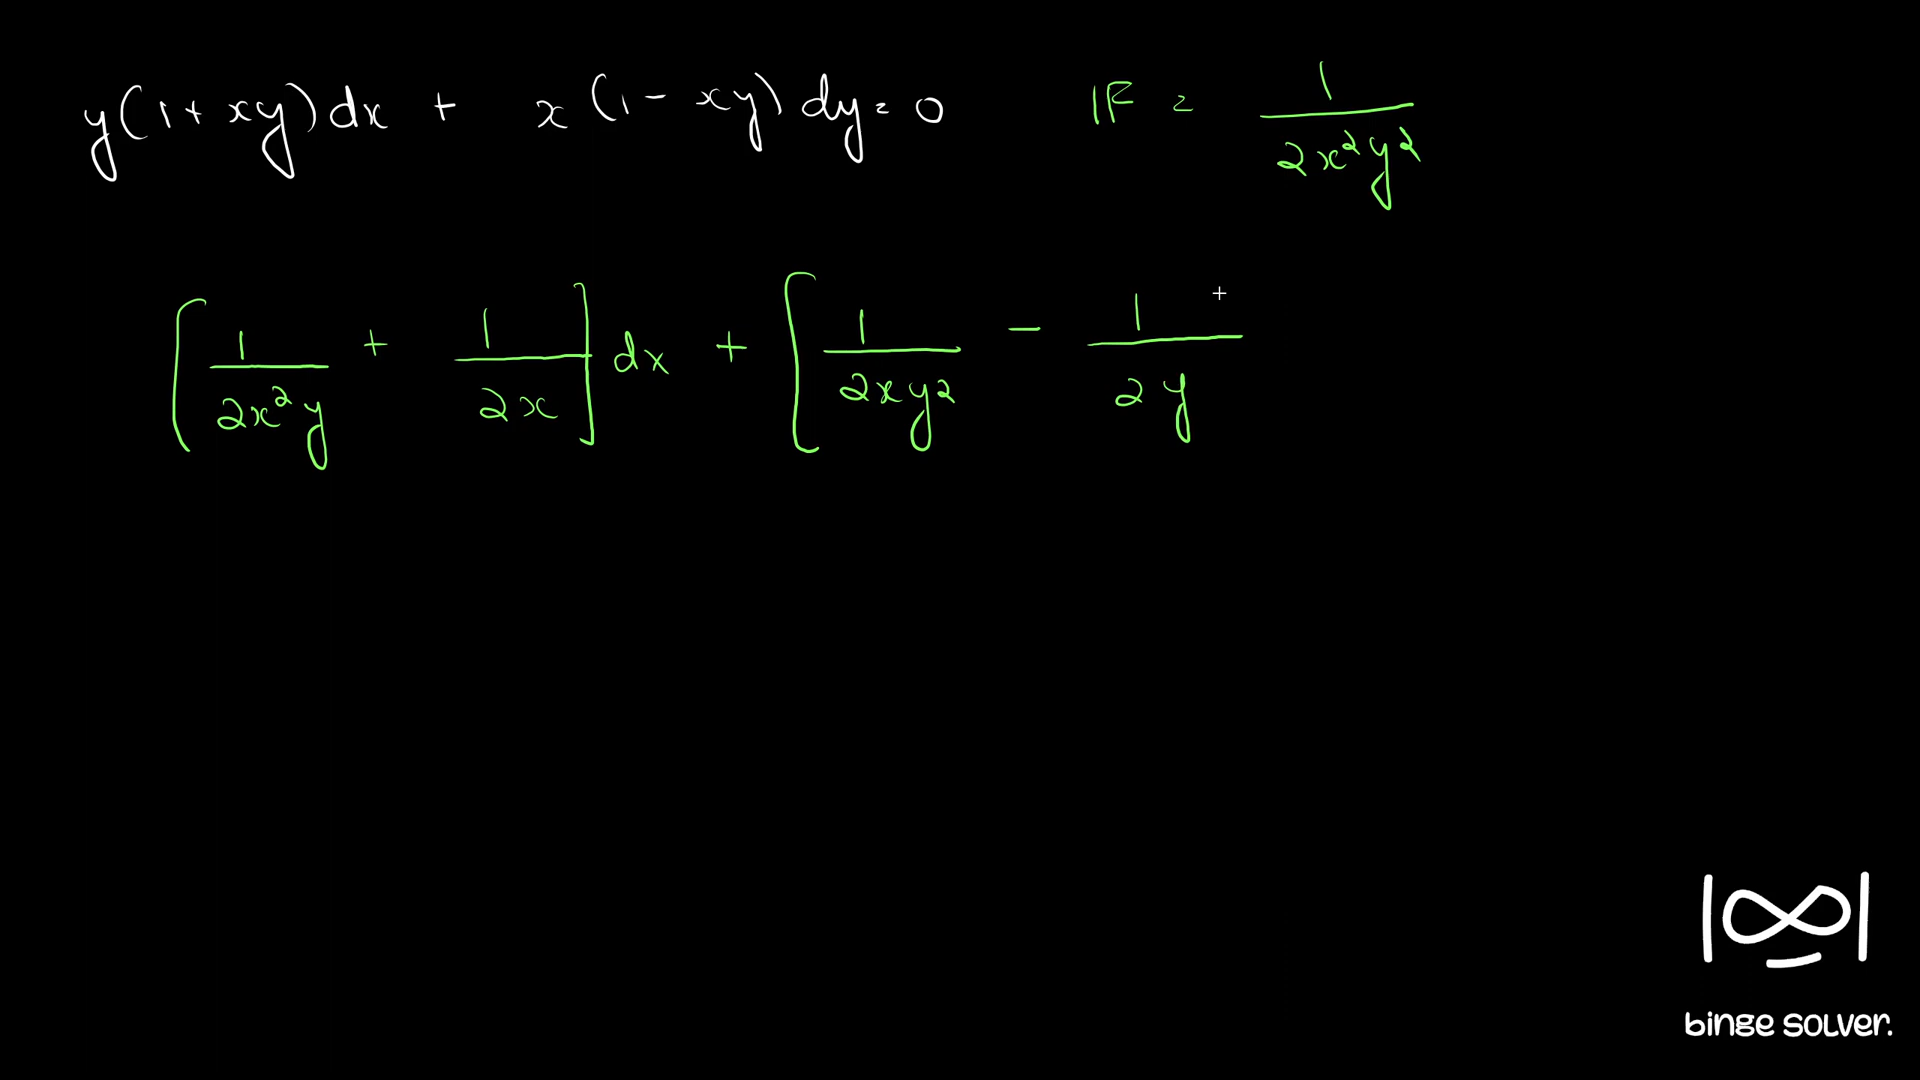 y(1+xy)dx + x(1-xy)dy=0 IF = 1/(2x²y²)
[1/(2x²y) + 1/(2x)]dx + [1/(2xy²) - 1/(2y)
binge solver.